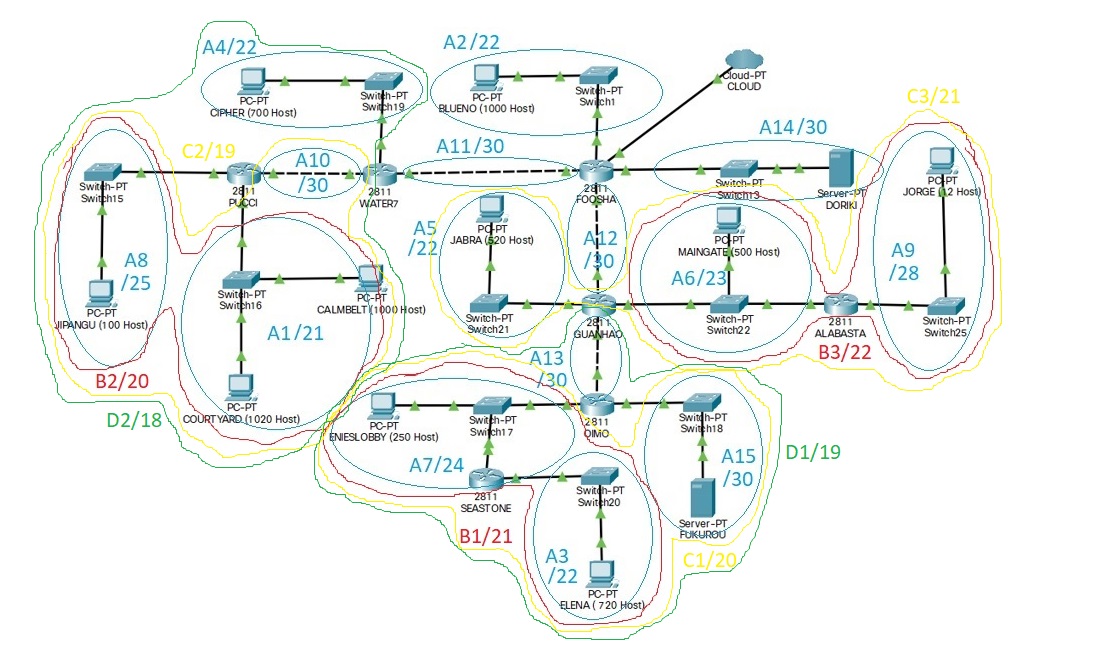 A4/22
A2/22
Cloud-PT
CLOUD
PC-PT
CIPHER (700 Host)
Switch-PT
Switch19
PC-PT
BLUENO (1000 Host)
Switch-PT
Switch1
C3/21
C2/19
A10
/30
A11/30
A14/30
Switch-PT
Switch15
2811
PUCCI
2811
WATER7
2811
FOOSHA
Switch-PT
Switch13
Server-PT
DORIKI
PC-PT
JORGE (12 Host)
A5
/22
PC-PT
JABRA (520 Host)
A12
/30
PC-PT
MAINGATE (500 Host)
A6/23
A9
/28
A8
/25
PC-PT
JIPANGU (100 Host)
Switch-PT
Switch16
PC-PT
CALMBELT (1000 Host)
A1/21
Switch-PT
Switch21
2811
GUANHAO
Switch-PT
Switch22
2811
ALABASTA
Switch-PT
Switch25
B3/22
A13
/30
B2/20
D2/18
PC-PT
COURTYARD (1020 Host)
PC-PT
ENIESLOBBY (250 Host)
Switch-PT
Switch17
2811
OIMO
Switch-PT
Switch18
D1/19
A7/24
A15
/30
2811
SEASTONE
Switch-PT
Switch20
Server-PT
FUKUROU
B1/21
C1/20
A3
/22
PC-PT
ELENA ( 720 Host)